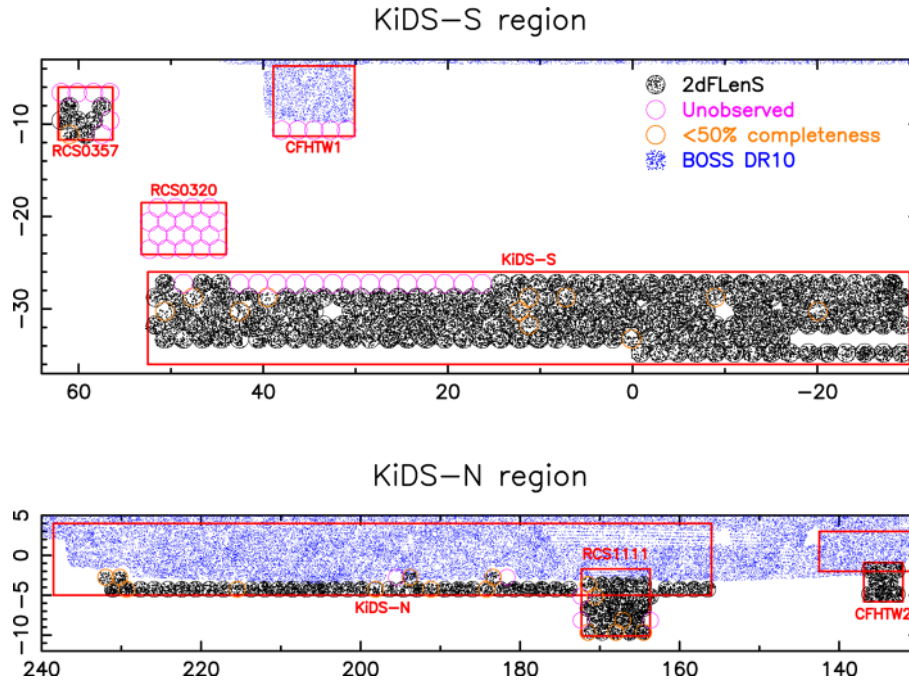 KiDS-S region
2dFLenS
Unobserved
<50% completeness
BOSS DR10
-10
RCS0357
CFHTW1
RCS0320
-20
KiDS-S
-30
60 40 20 0 -20
KiDS-N region
5
0
-5
-10
RCS1111
KiDS-N
CFHTW2
240 220 200 180 160 140